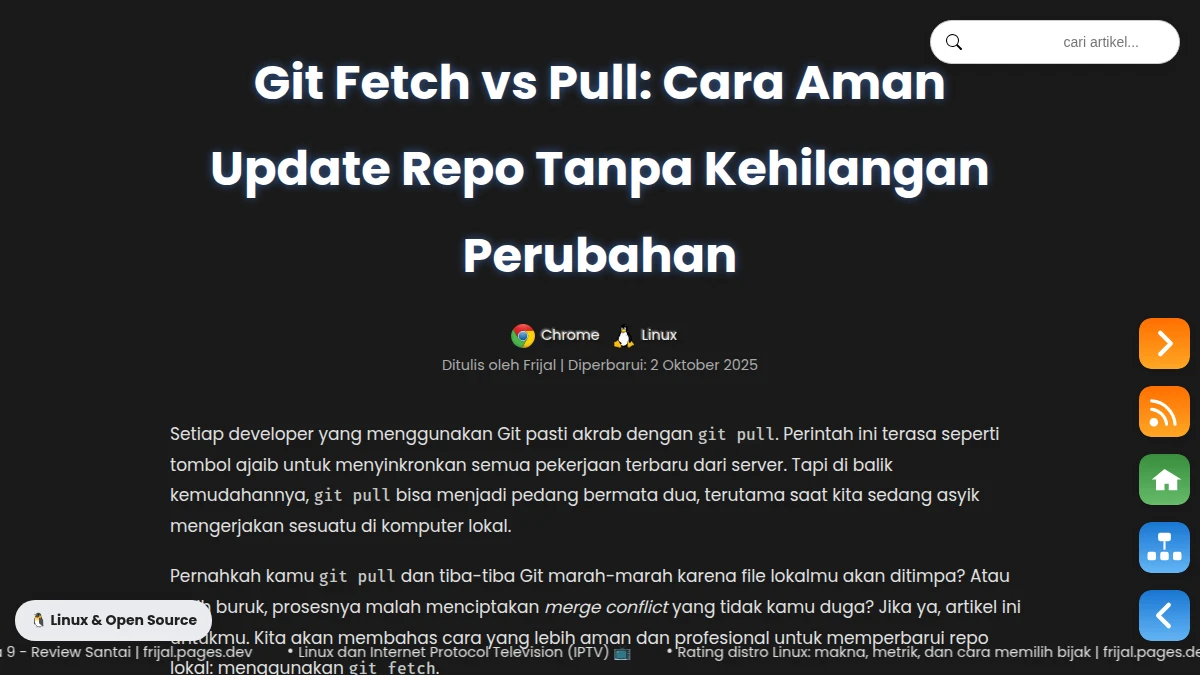 cari artikel...
Git Fetch vs Pull: Cara Aman
Update Repo Tanpa Kehilangan
Perubahan
Chrome Linux
Ditulis oleh Frijal | Diperbarui: 2 Oktober 2025
Setiap developer yang menggunakan Git pasti akrab dengan git pull. Perintah ini terasa seperti
tombol ajaib untuk menyinkronkan semua pekerjaan terbaru dari server. Tapi di balik
kemudahannya, git pull bisa menjadi pedang bermata dua, terutama saat kita sedang asyik
mengerjakan sesuatu di komputer lokal.
Pernahkah kamu git pull dan tiba-tiba Git marah-marah karena file lokalmu akan ditimpa? Atau
buruk, prosesnya malah menciptakan merge conflict yang tidak kamu duga? Jika ya, artikel ini
untukmu. Kita akan membahas cara yang lebih aman dan profesional untuk memperbarui repo
lokal: menggunakan git fetch.
🐧 Linux & Open Source
9 - Review Santai | frijal.pages.dev • Linux dan Internet Protocol Television (IPTV) 📺 • Rating distro Linux: makna, metrik, dan cara memilih bijak | frijal.pages.de